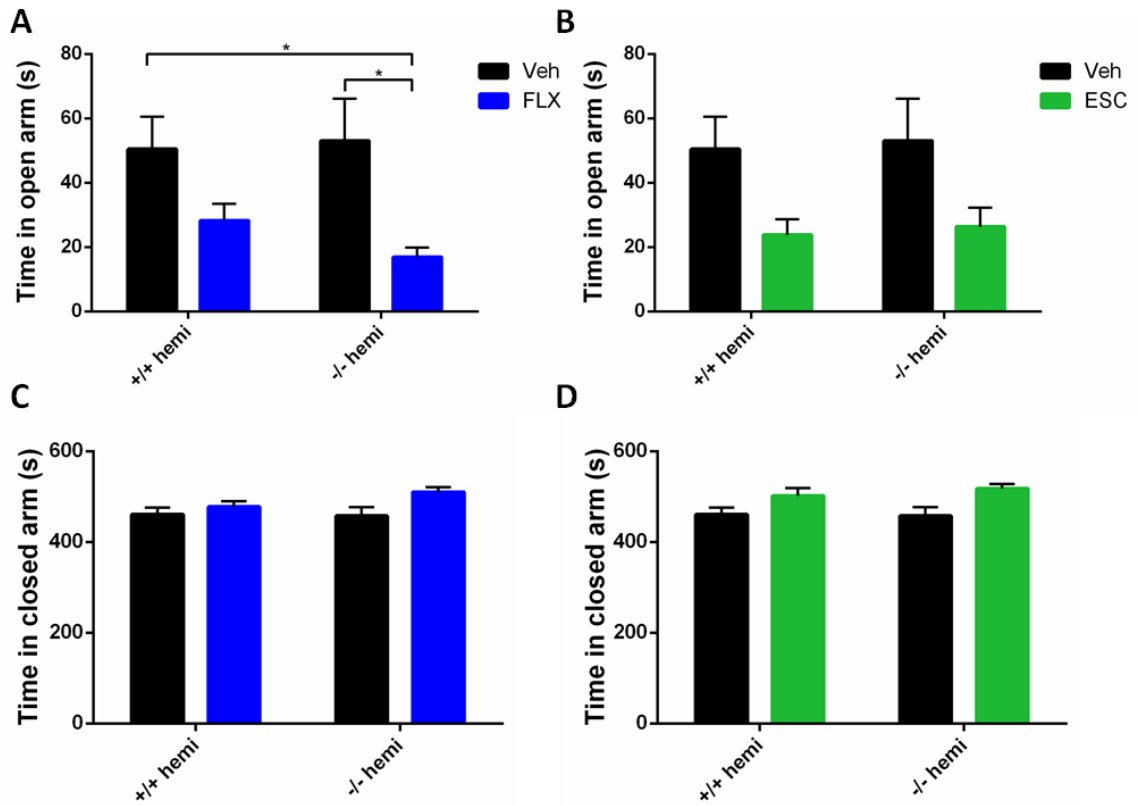 A
Time in open arm (s)
80
60
40
20
0
*
*
Veh
FLX
+/+ hemi
-/- hemi
B
Time in open arm (s)
80
60
40
20
0
Veh
ESC
+/+ hemi
-/- hemi
C
Time in closed arm (s)
600
400
200
0
+/+ hemi
-/- hemi
D
Time in closed arm (s)
600
400
200
0
+/+ hemi
-/- hemi